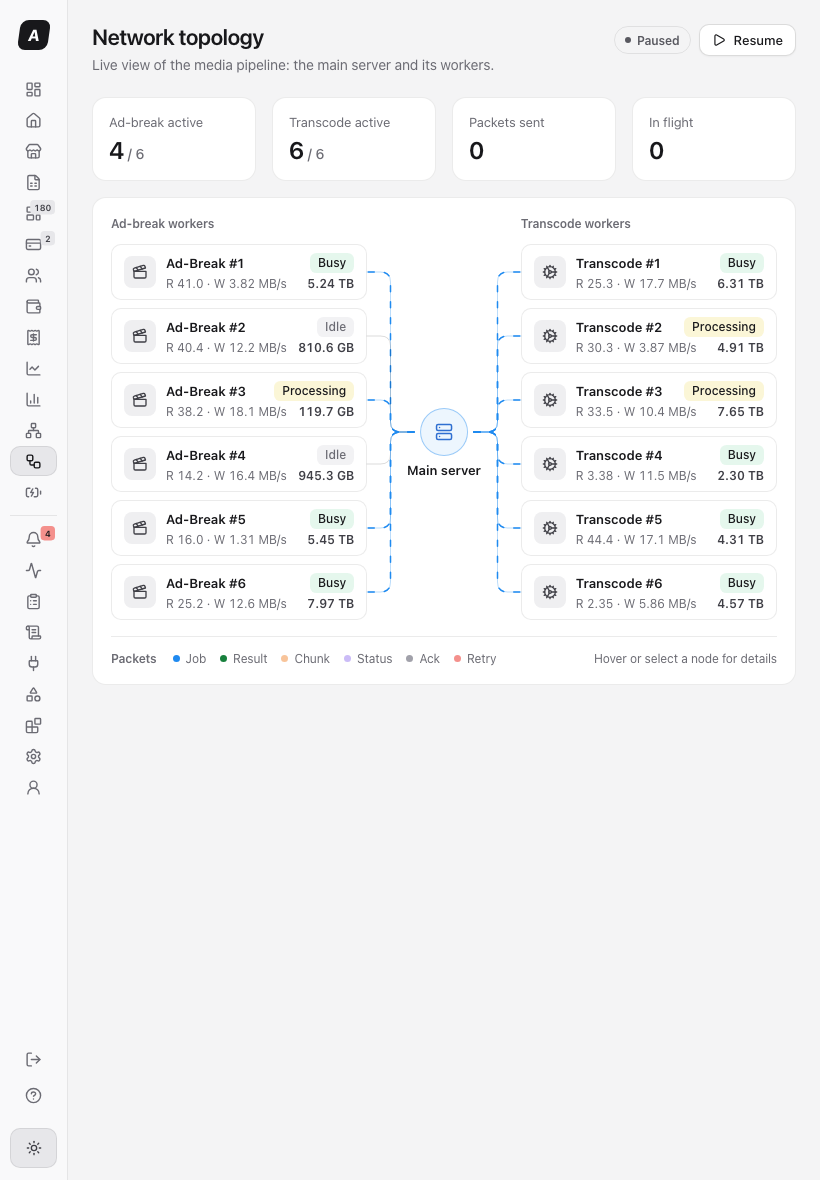 A
Network topology
Live view of the media pipeline: the main server and its workers.
Paused
Resume
Ad-break active
4 / 6
Transcode active
6 / 6
Packets sent
0
In flight
0
180
2
4
Ad-break workers
Ad-Break #1
Busy
R 41.0 · W 3.82 MB/s
5.24 TB
Ad-Break #2
Idle
R 40.4 · W 12.2 MB/s
810.6 GB
Ad-Break #3
Processing
R 38.2 · W 18.1 MB/s
119.7 GB
Ad-Break #4
Idle
R 14.2 · W 16.4 MB/s
945.3 GB
Ad-Break #5
Busy
R 16.0 · W 1.31 MB/s
5.45 TB
Ad-Break #6
Busy
R 25.2 · W 12.6 MB/s
7.97 TB
Main server
Transcode workers
Transcode #1
Busy
R 25.3 · W 17.7 MB/s
6.31 TB
Transcode #2
Processing
R 30.3 · W 3.87 MB/s
4.91 TB
Transcode #3
Processing
R 33.5 · W 10.4 MB/s
7.65 TB
Transcode #4
Busy
R 3.38 · W 11.5 MB/s
2.30 TB
Transcode #5
Busy
R 44.4 · W 17.1 MB/s
4.31 TB
Transcode #6
Busy
R 2.35 · W 5.86 MB/s
4.57 TB
Packets
Job
Result
Chunk
Status
Ack
Retry
Hover or select a node for details